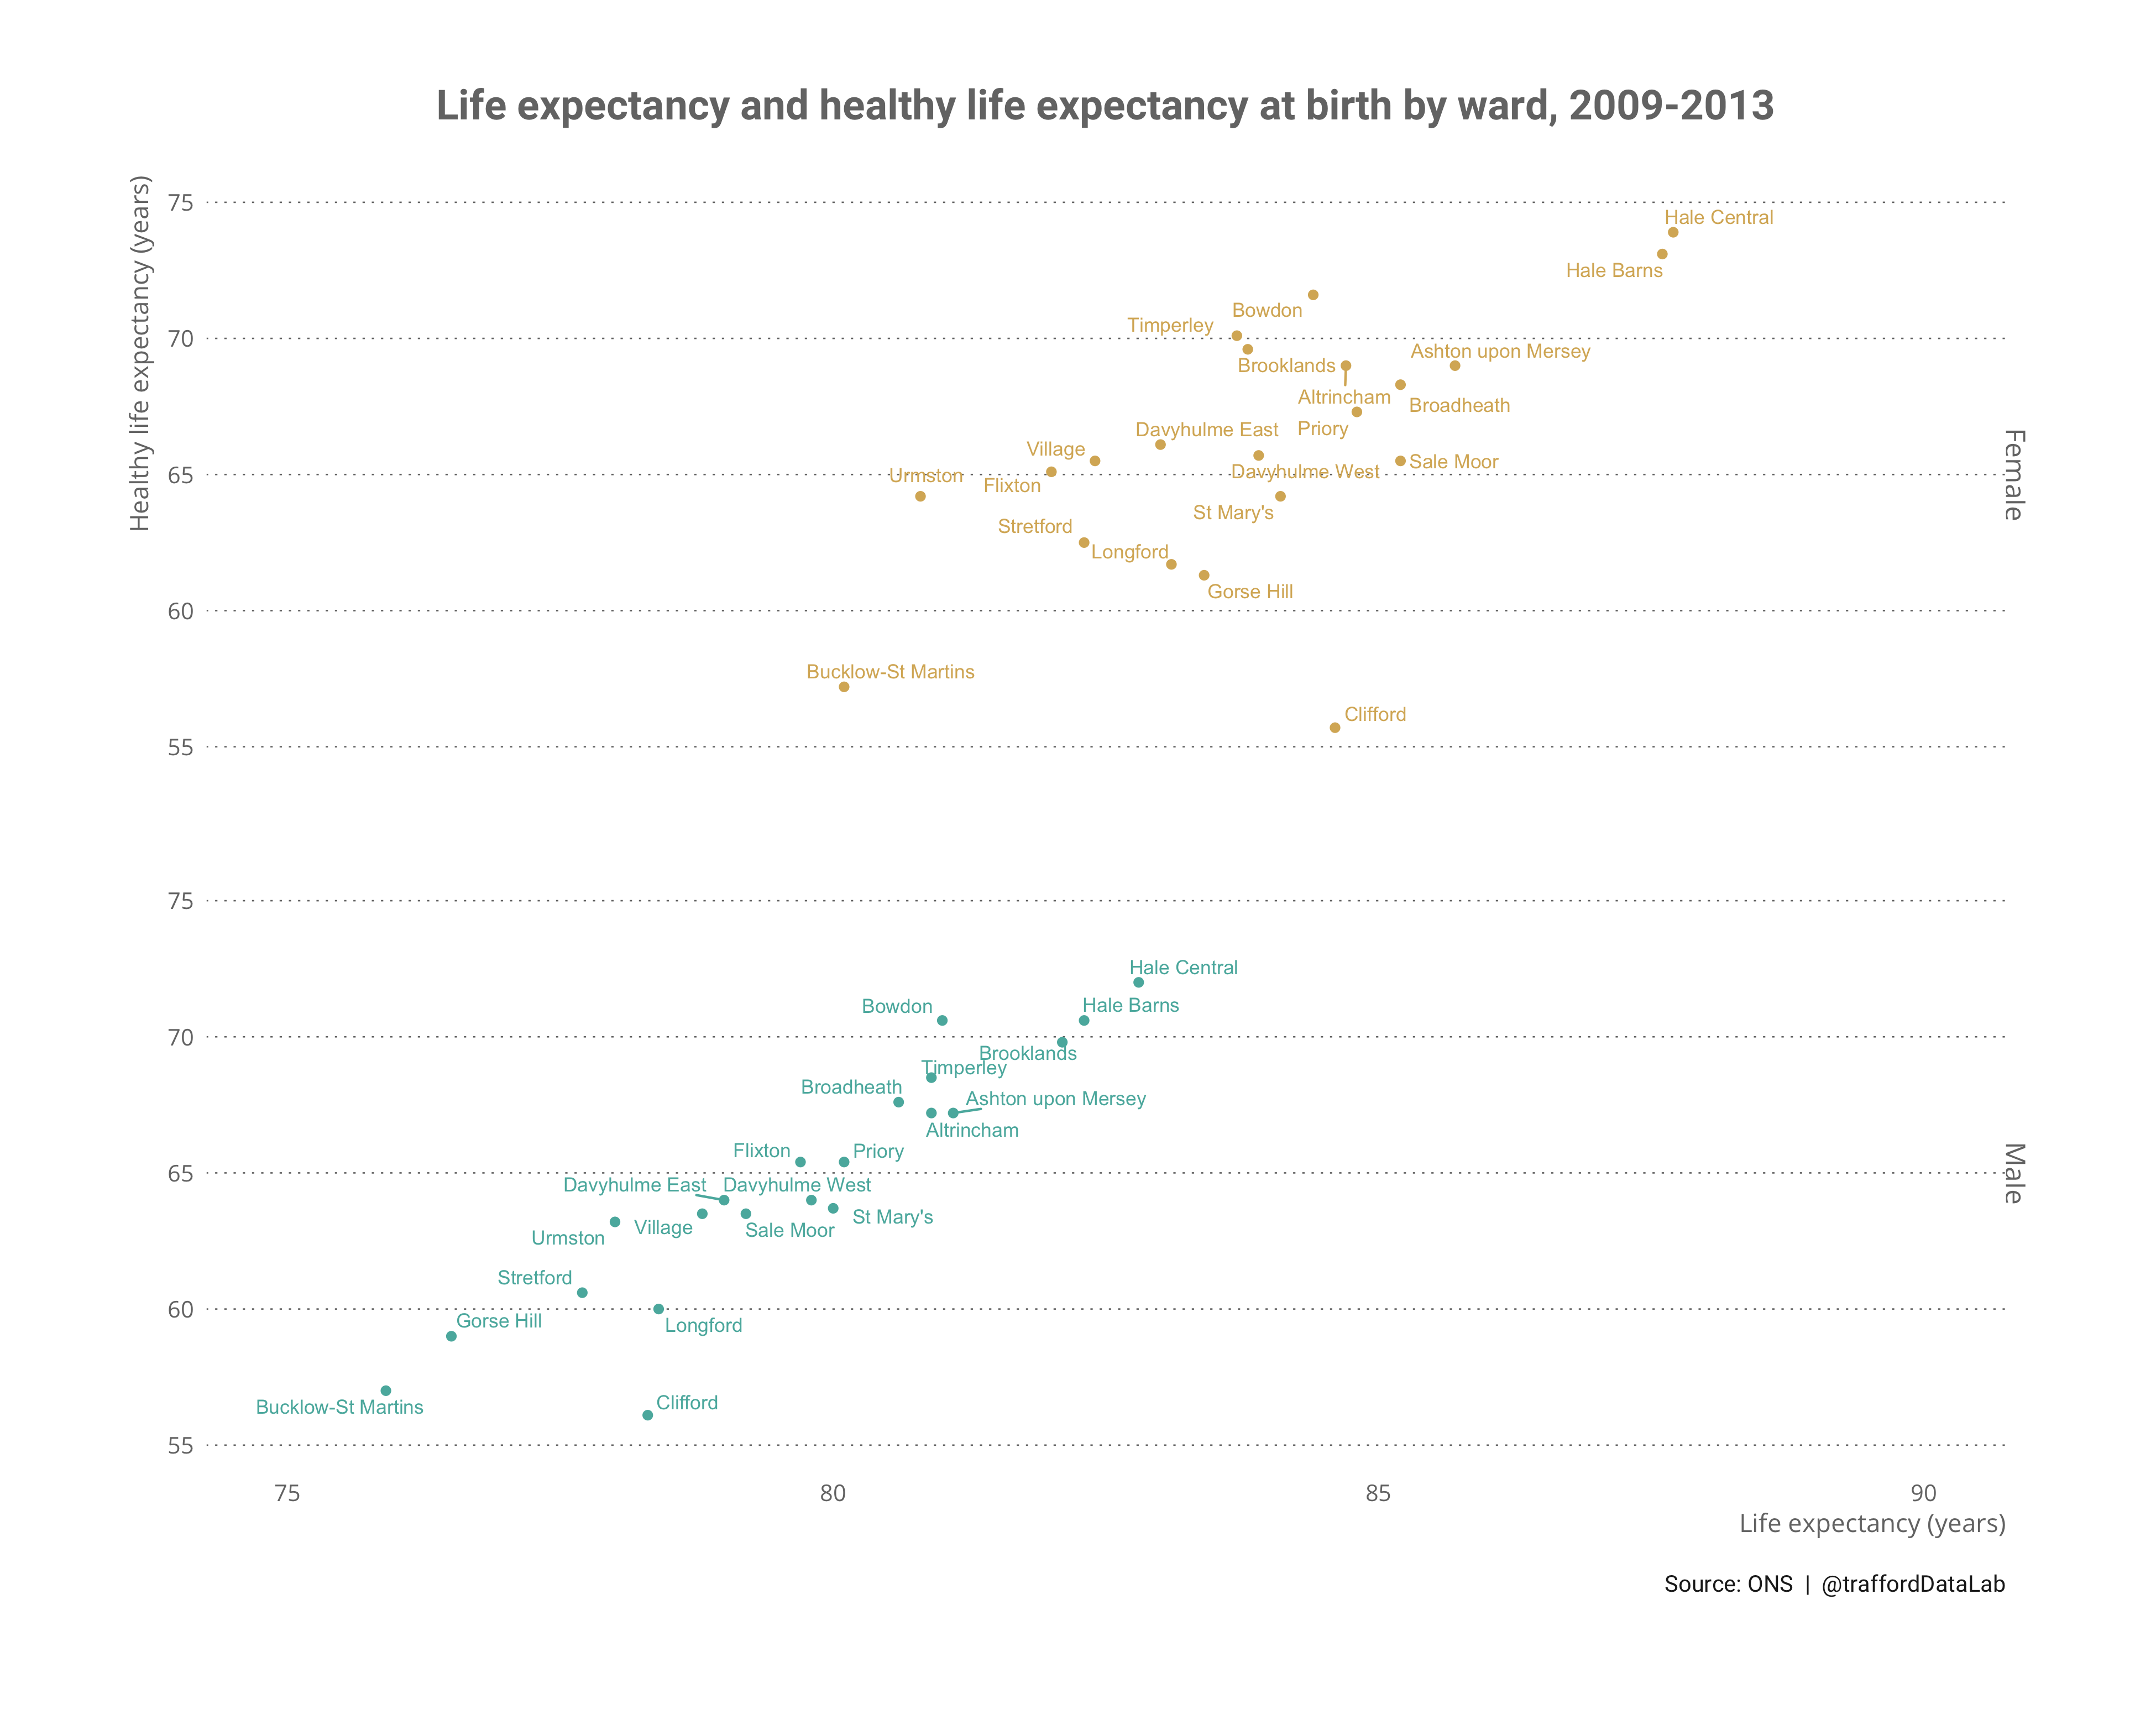 Life expectancy and healthy life expectancy at birth by ward, 2009-2013
Healthy life expectancy (years)
75
Hale Central
Hale Barns
Bowdon
Timperley
70
Ashton upon Mersey
Brooklands
Altrincham
Broadheath
Davyhulme East
Priory
Village
Sale Moor
65
Davyhulme West
Urmston
Flixton
St Mary's
Female
Stretford
Longford
Gorse Hill
60
Bucklow-St Martins
Clifford
55
75
Hale Central
Bowdon
Hale Barns
70
Brooklands
Timperley
Broadheath
Ashton upon Mersey
Altrincham
Flixton
Priory
65
Male
Davyhulme East
Davyhulme West
St Mary's
Village
Sale Moor
Urmston
Stretford
60
Gorse Hill
Longford
Clifford
Bucklow-St Martins
55
75
80
85
90
Life expectancy (years)
Source: ONS | @traffordDataLab